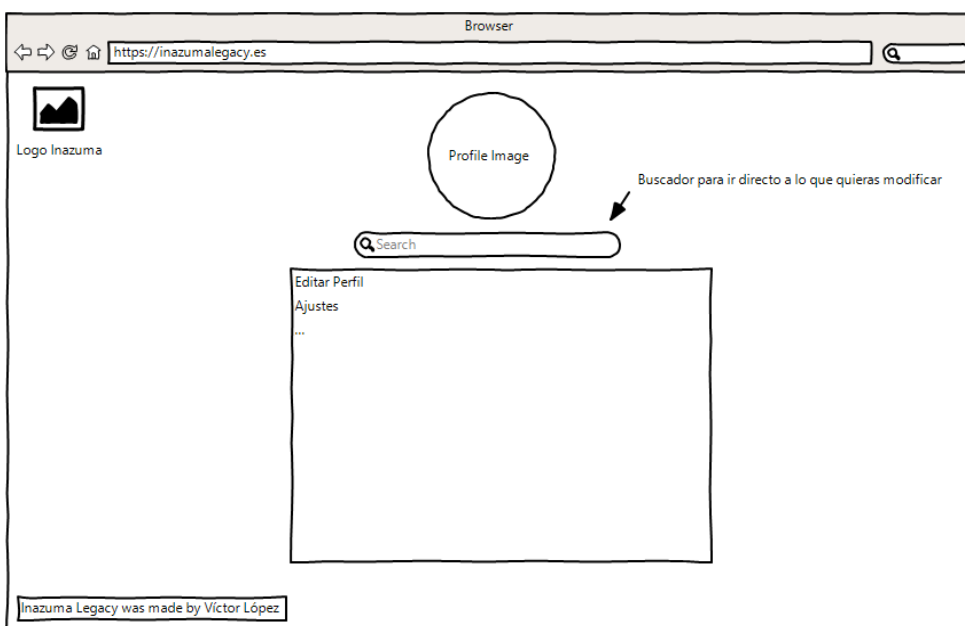 Browser
https://inazumalegacy.es
Logo Inazuma
Profile Image
Buscador para ir directo a lo que quieras modificar
Search
Editar Perfil
Ajustes
...
Inazuma Legacy was made by Víctor López